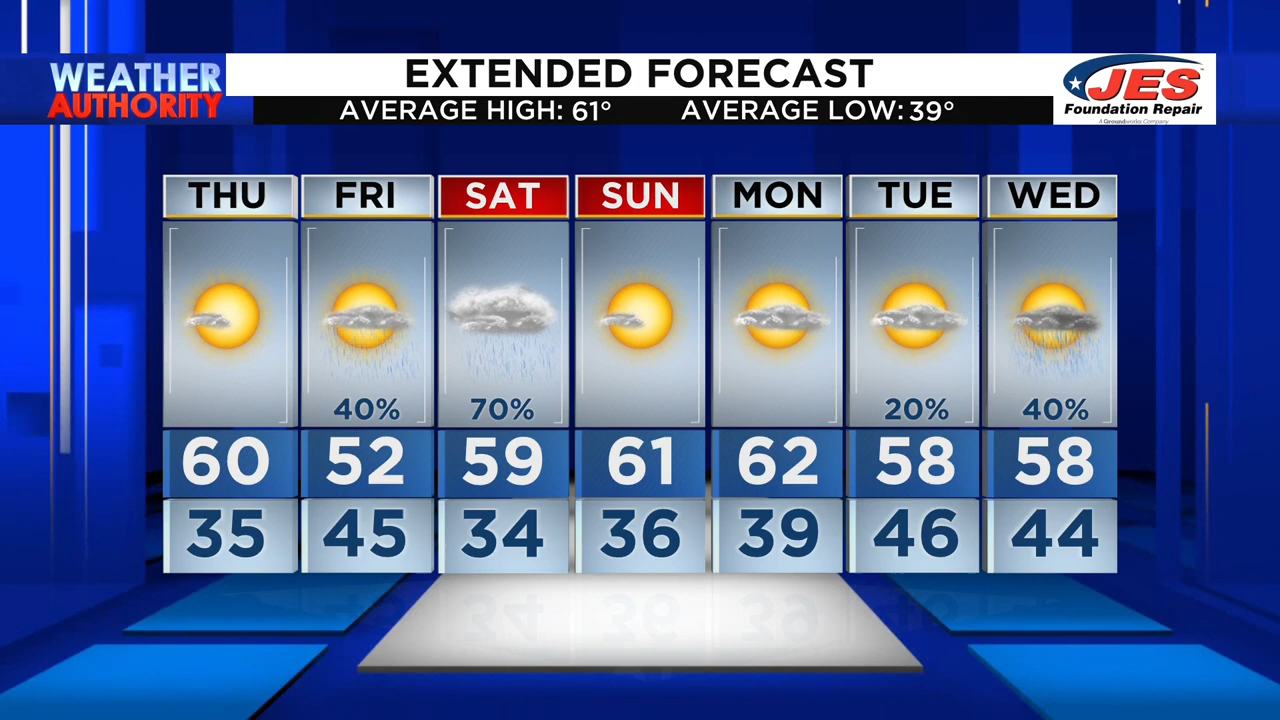 WEATHER
AUTHORITY
EXTENDED FORECAST
AVERAGE HIGH: 61° AVERAGE LOW: 39°
JES
Foundation Repair
A Groundworks Company
THU FRI SAT SUN MON TUE WED
40% 70% 20% 40%
60 52 59 61 62 58 58
35 45 34 36 39 46 44